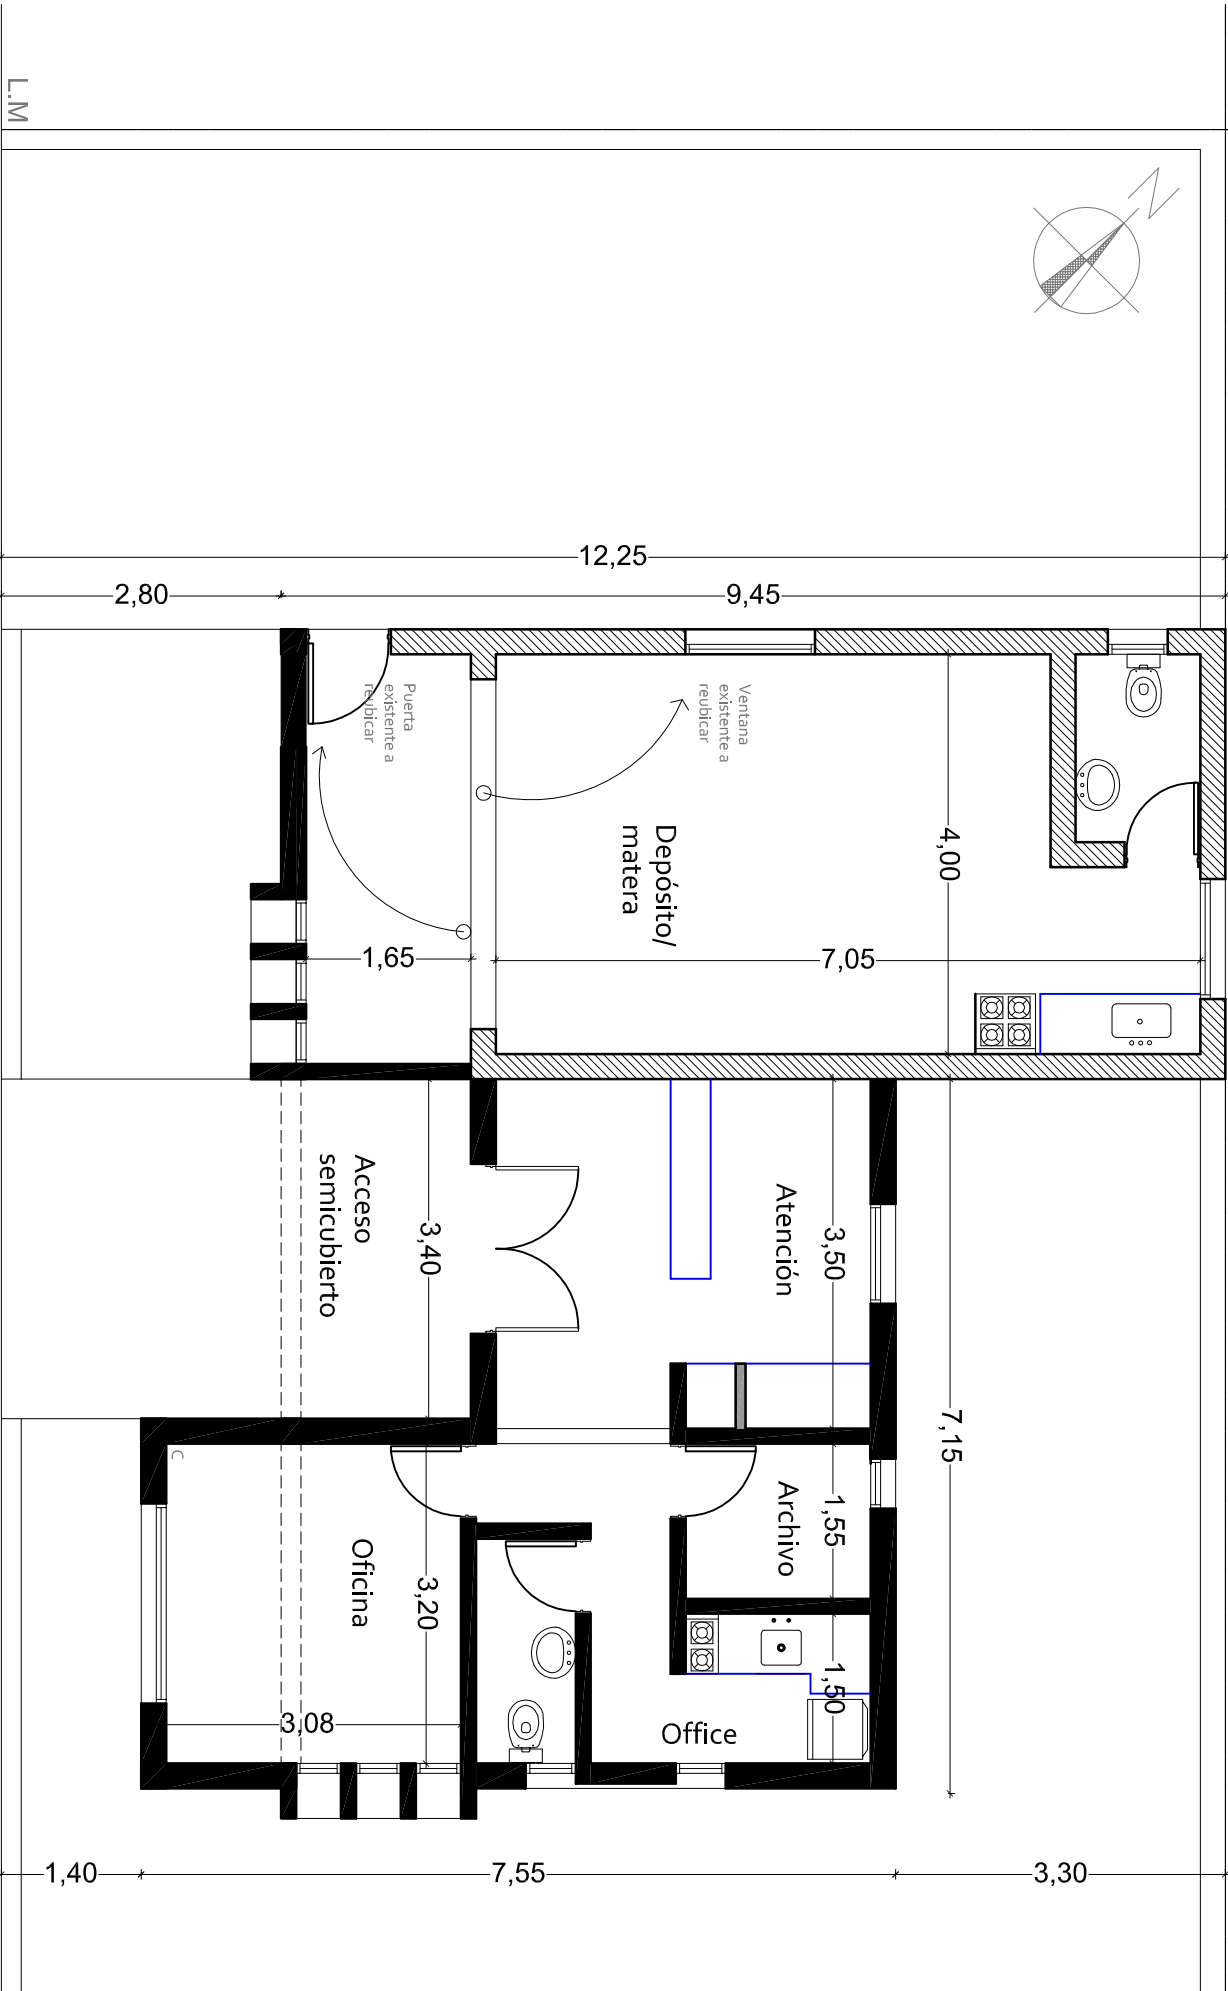 L.M
N
12,25
2,80
9,45
Puerta
existente a
reubicar
Ventana
existente a
reubicar
Depósito/
matera
4,00
1,65
7,05
Acceso
semicubierto
3,40
Atención
3,50
7,15
C
Oficina
3,20
3,08
Archivo
1,55
1,50
Office
1,40
7,55
3,30